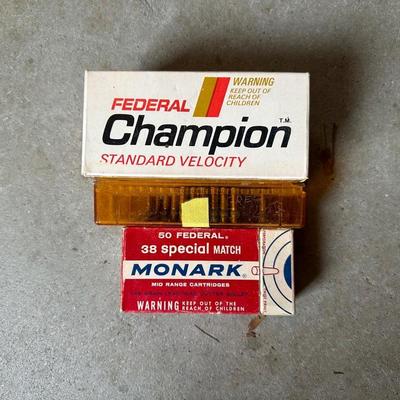 WARNING
KEEP OUT OF
REACH OF
CHILDREN
FEDERAL
Champion T.M.
STANDARD VELOCITY
50 FEDERAL®
38 special MATCH
MONARK®
MID RANGE CARTRIDGES
WARNING KEEP OUT OF THE
REACH OF CHILDREN